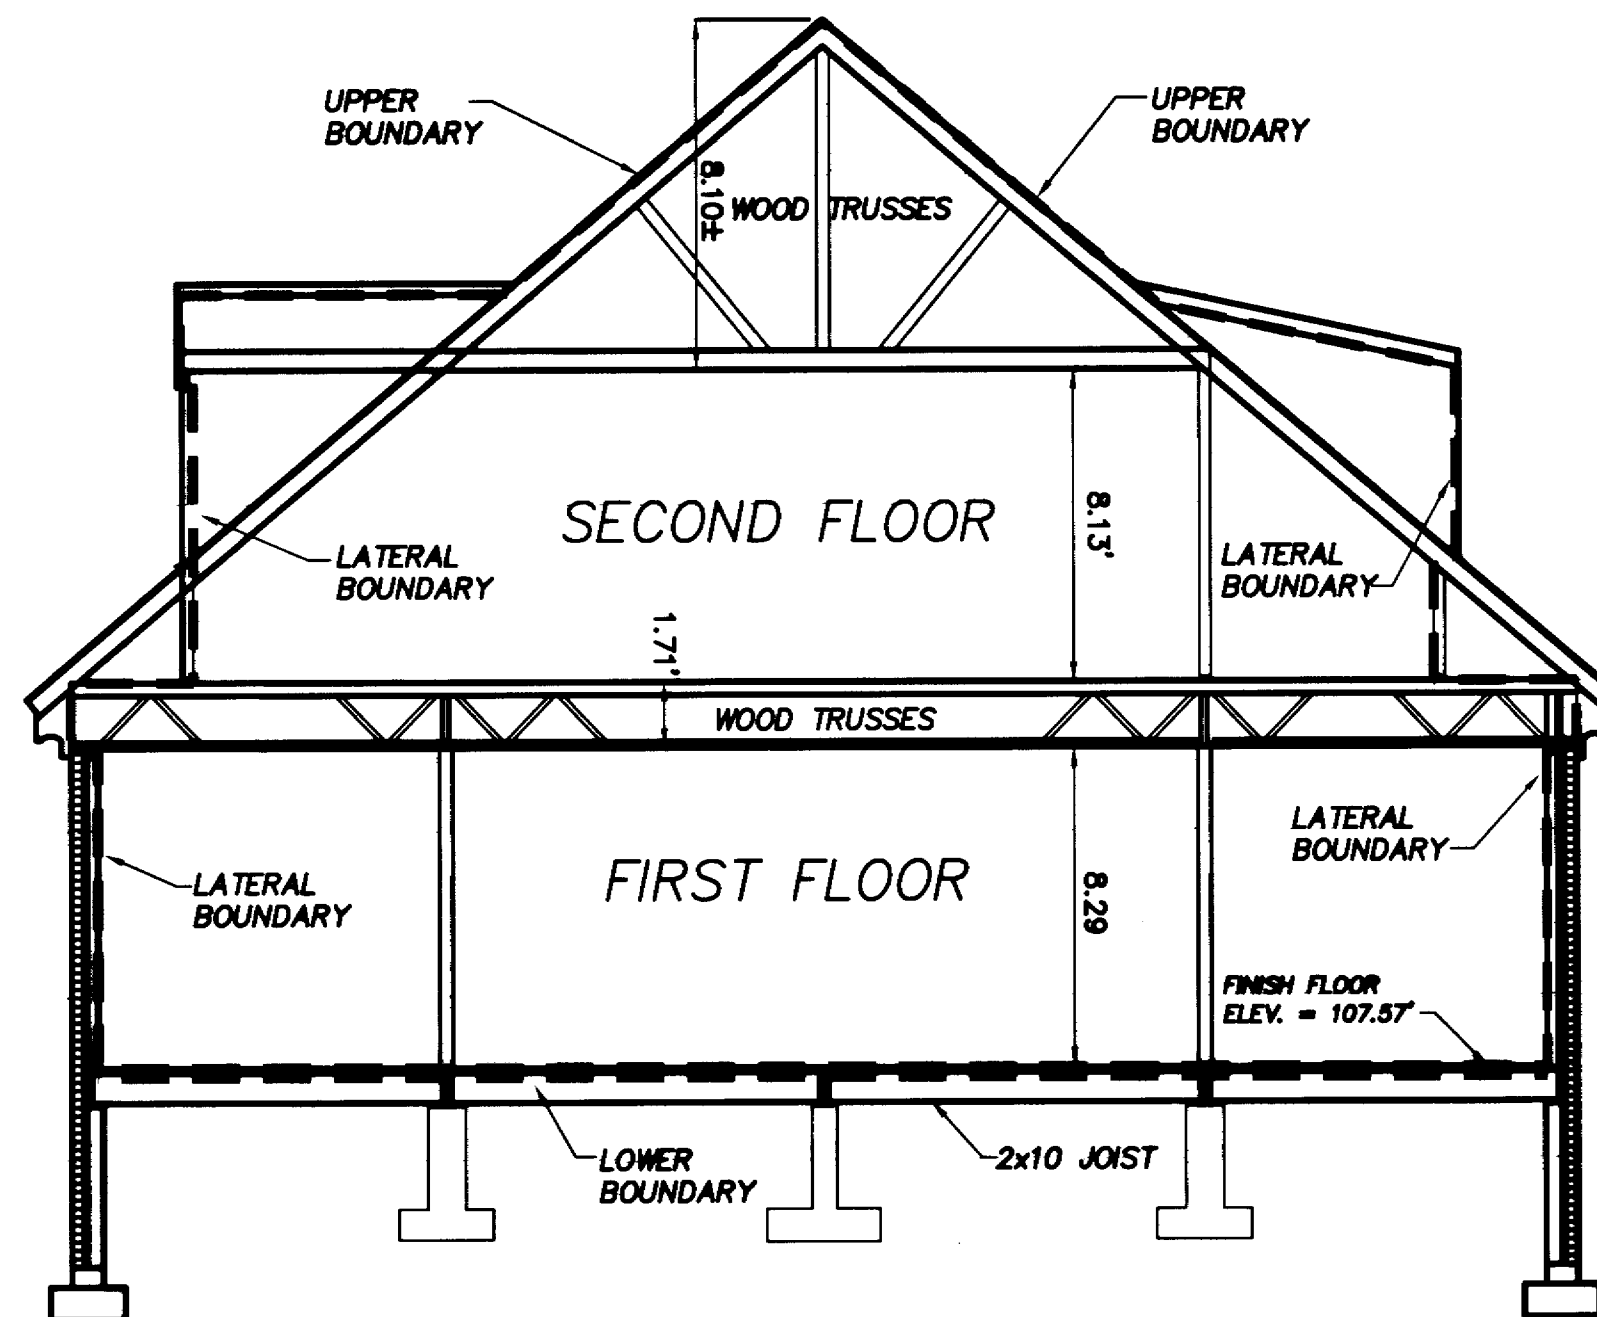 UPPER
BOUNDARY
UPPER
BOUNDARY
8.10±
WOOD TRUSSES
SECOND FLOOR
8.13'
LATERAL
BOUNDARY
LATERAL
BOUNDARY
1.71'
WOOD TRUSSES
LATERAL
BOUNDARY
FIRST FLOOR
8.29
LATERAL
BOUNDARY
FINISH FLOOR
ELEV. = 107.57'
LOWER
BOUNDARY
2x10 JOIST